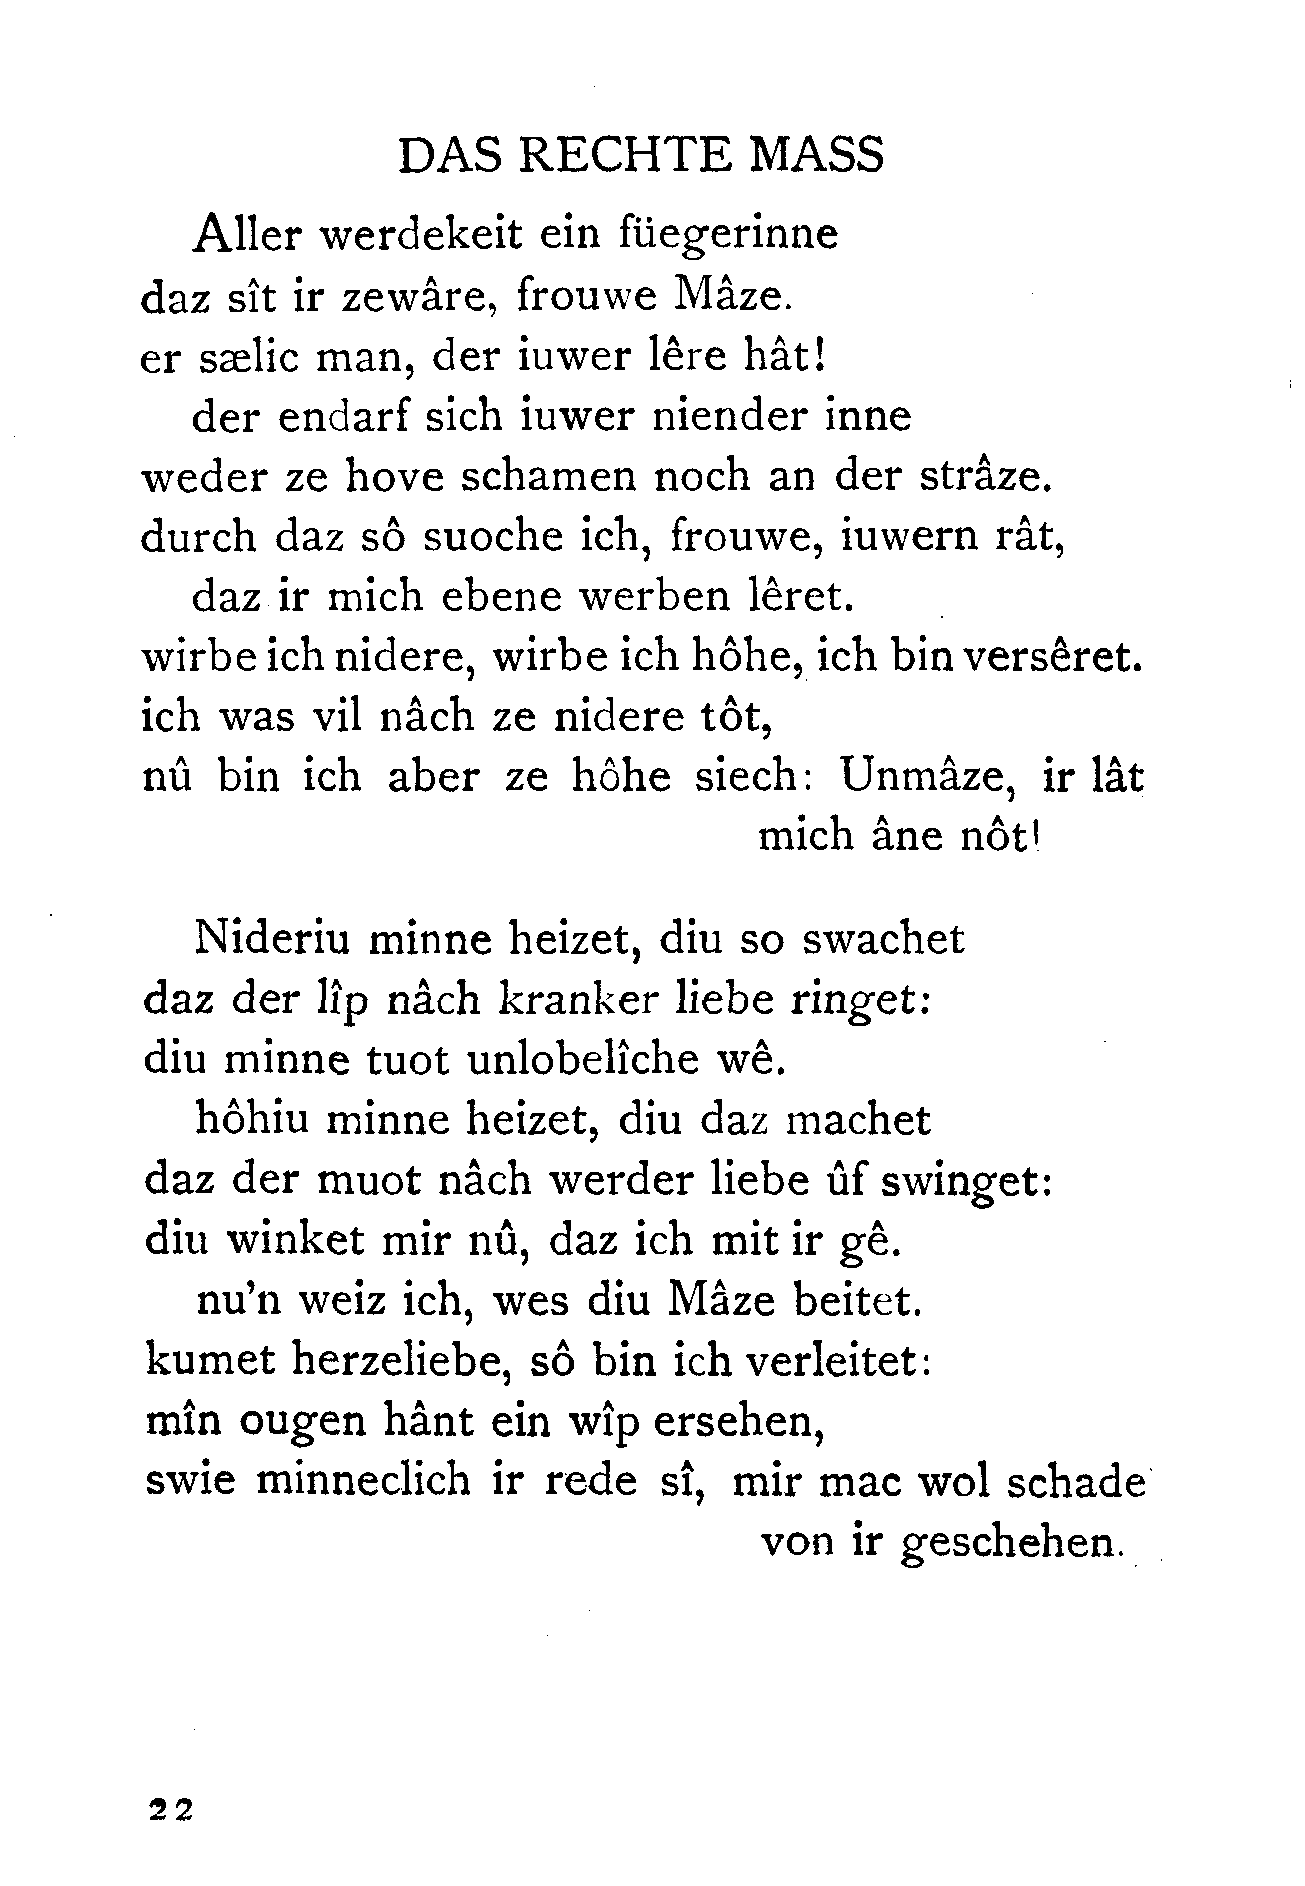 DAS RECHTE MASS
Aller werdekeit ein füegerinne
daz sît ir zewâre, frouwe Mâze.
er sælic man, der iuwer lêre hât!
der endarf sich iuwer niender inne
weder ze hove schamen noch an der strâze.
durch daz sô suoche ich, frouwe, iuwern rât,
daz ir mich ebene werben lêret.
wirbe ich nidere, wirbe ich hôhe, ich bin versêret.
ich was vil nâch ze nidere tôt,
nû bin ich aber ze hôhe siech: Unmâze, ir lât
mich âne nôt!
Nideriu minne heizet, diu so swachet
daz der lîp nâch kranker liebe ringet:
diu minne tuot unlobelîche wê.
hôhiu minne heizet, diu daz machet
daz der muot nâch werder liebe ûf swinget:
diu winket mir nû, daz ich mit ir gê.
nu'n weiz ich, wes diu Mâze beitet.
kumet herzeliebe, sô bin ich verleitet:
mîn ougen hânt ein wîp ersehen,
swie minneclich ir rede sî, mir mac wol schade
von ir geschehen.
22